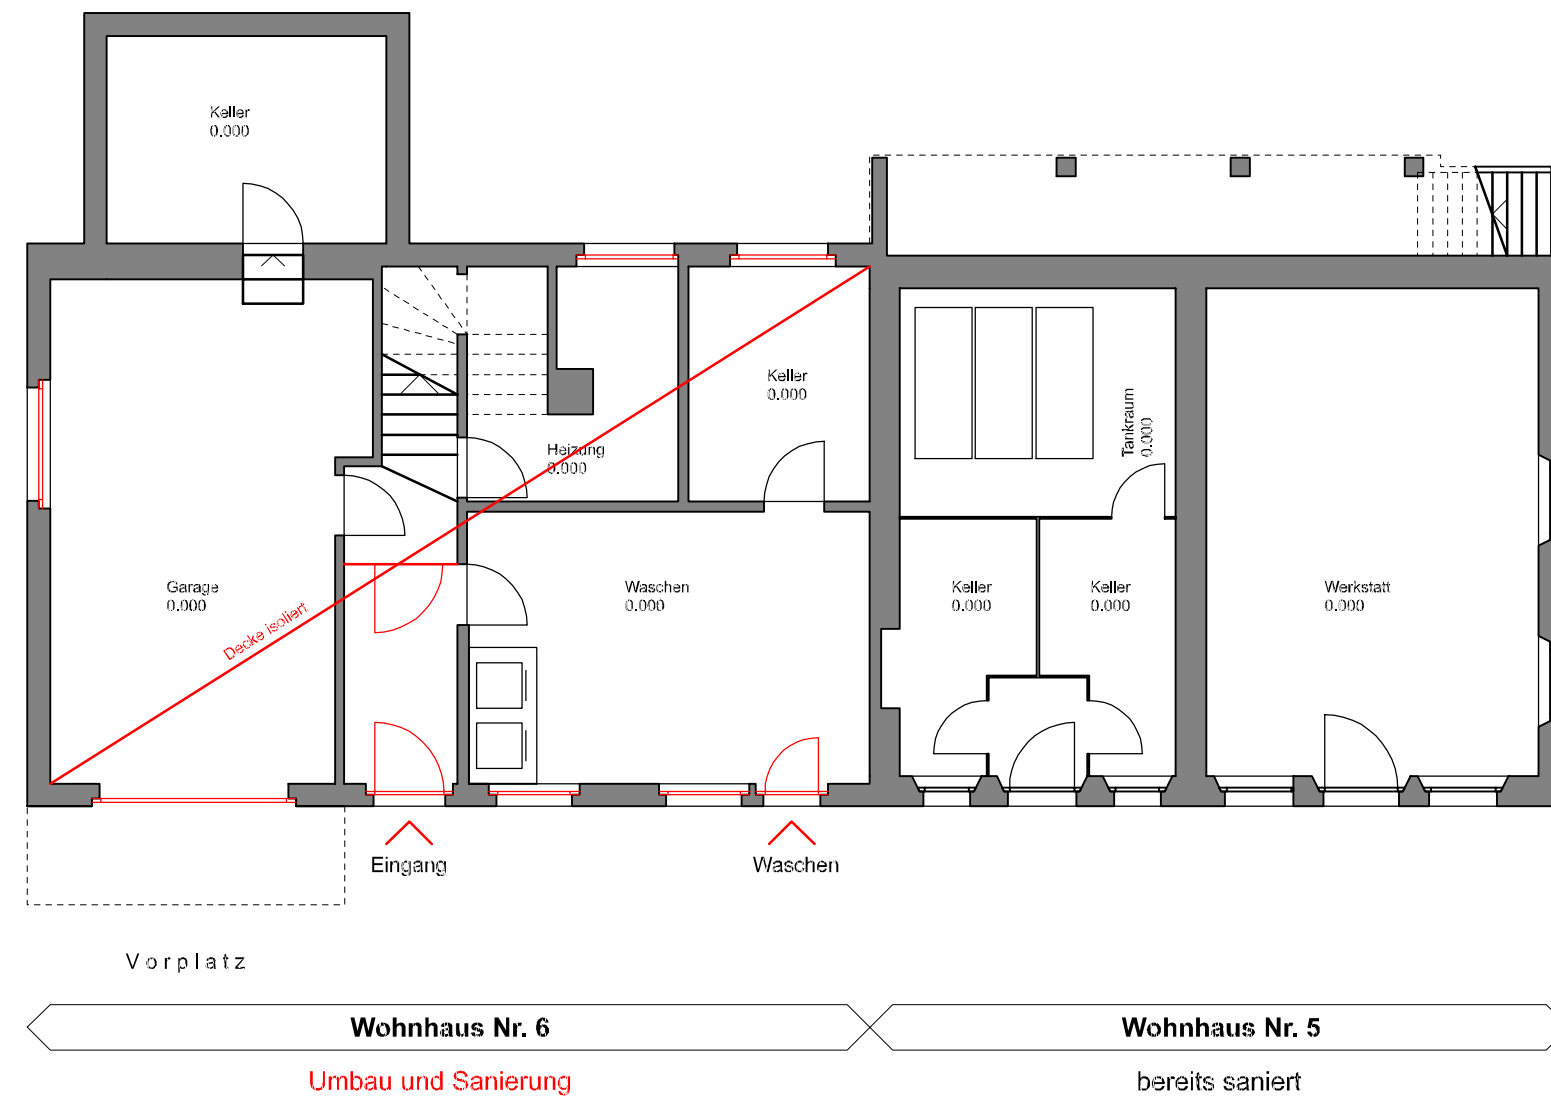 Keller
0.000
Keller
0.000
Tankraum
0.000
Heizung
0.000
Garage
0.000
Decke isoliert
Waschen
0.000
Keller
0.000
Keller
0.000
Werkstatt
0.000
Eingang
Waschen
Vorplatz
Wohnhaus Nr. 6
Wohnhaus Nr. 5
Umbau und Sanierung
bereits saniert